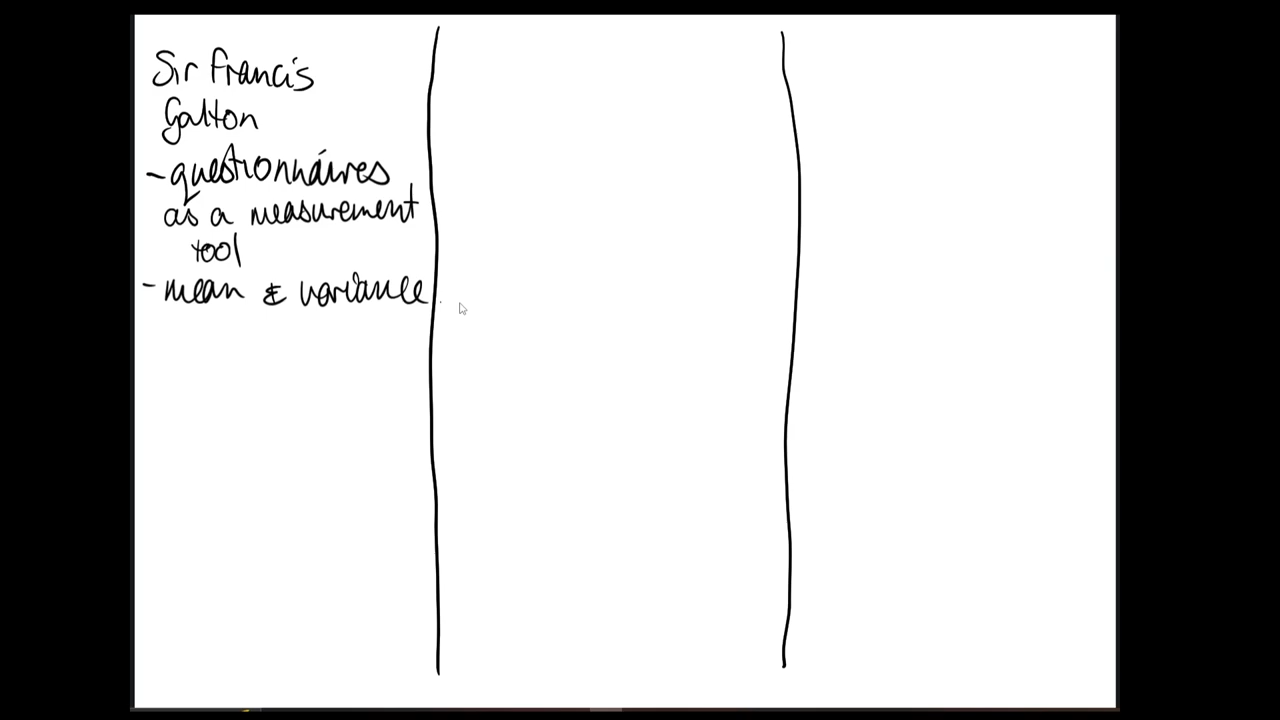 Sir Francis
Galton
- questionnaires
as a measurement
tool
- mean & variance